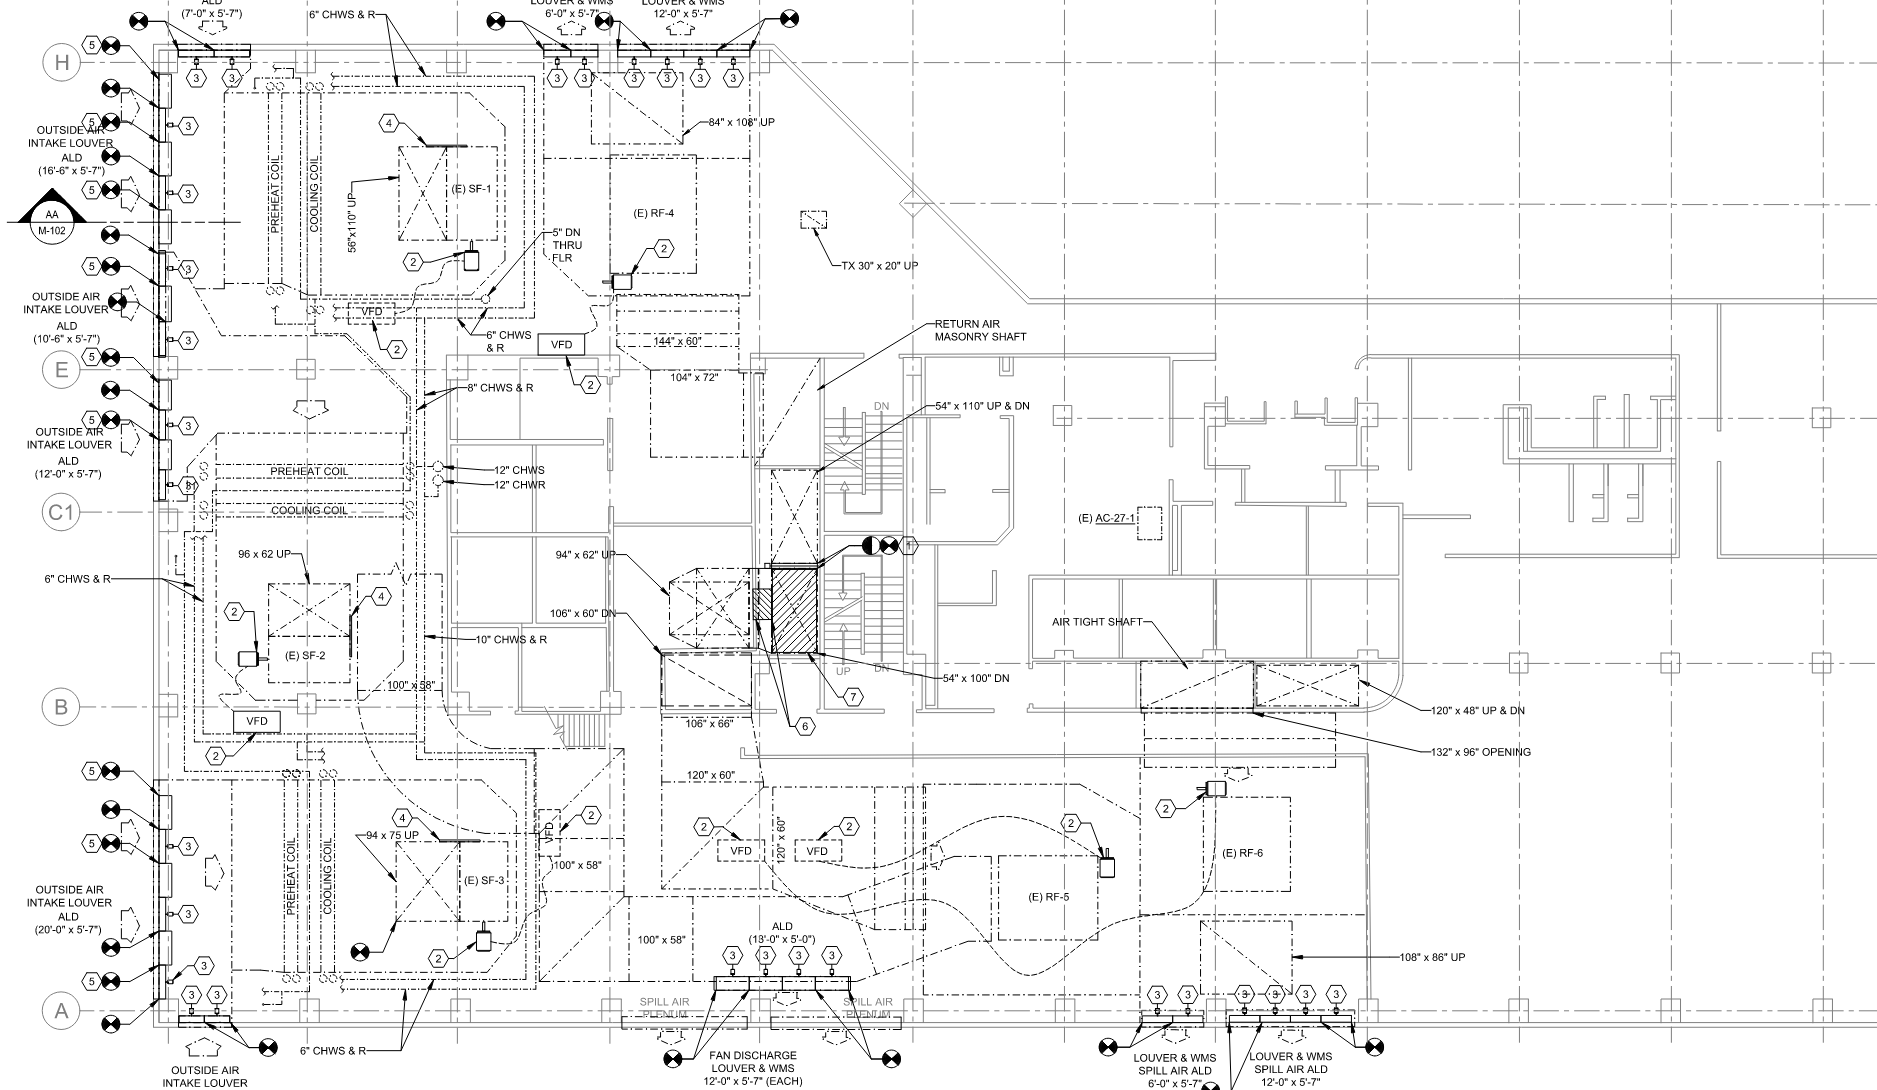 ALD
(7'-0" x 5'-7")
6" CHWS & R
LOUVER & WMS
6'-0" x 5'-7"
LOUVER & WMS
12'-0" x 5'-7"
5
H
3
3
3
3
3
3
3
3
84" x 108" UP
4
5
3
OUTSIDE AIR
INTAKE LOUVER
ALD
(16'-6" x 5'-7")
PREHEAT COIL
COOLING COIL
56"x110" UP
(E) SF-1
5
3
(E) RF-4
AA
M-102
5" DN
THRU
FLR
2
2
TX 30" x 20" UP
5
3
OUTSIDE AIR
INTAKE LOUVER
ALD
(10'-6" x 5'-7")
VFD
2
6" CHWS
& R
VFD
2
144" x 60"
104" x 72"
RETURN AIR
MASONRY SHAFT
3
5
E
8" CHWS & R
54" x 110" UP & DN
DN
5
3
OUTSIDE AIR
INTAKE LOUVER
ALD
(12'-0" x 5'-7")
3
PREHEAT COIL
COOLING COIL
12" CHWS
12" CHWR
C1
(E) AC-27-1
1
96 x 62 UP
94" x 62" UP
6" CHWS & R
4
2
106" x 60" DN
10" CHWS & R
(E) SF-2
AIR TIGHT SHAFT
UP
DN
54" x 100" DN
100" x 58"
7
B
VFD
2
106" x 66"
6
120" x 48" UP & DN
132" x 96" OPENING
5
120" x 60"
120" x 60"
2
4
94 x 75 UP
VFD
2
100" x 58"
2
VFD
2
VFD
2
5
3
PREHEAT COIL
COOLING COIL
(E) SF-3
(E) RF-5
(E) RF-6
OUTSIDE AIR
INTAKE LOUVER
ALD
(20'-0" x 5'-7")
3
2
100" x 58"
ALD
(13'-0" x 5'-0")
3
3
3
3
108" x 86" UP
5
3
3
3
A
SPILL AIR
PLENUM
SPILL AIR
PLENUM
3
3
3
3
3
3
6" CHWS & R
OUTSIDE AIR
INTAKE LOUVER
FAN DISCHARGE
LOUVER & WMS
12'-0" x 5'-7" (EACH)
LOUVER & WMS
SPILL AIR ALD
6'-0" x 5'-7"
LOUVER & WMS
SPILL AIR ALD
12'-0" x 5'-7"